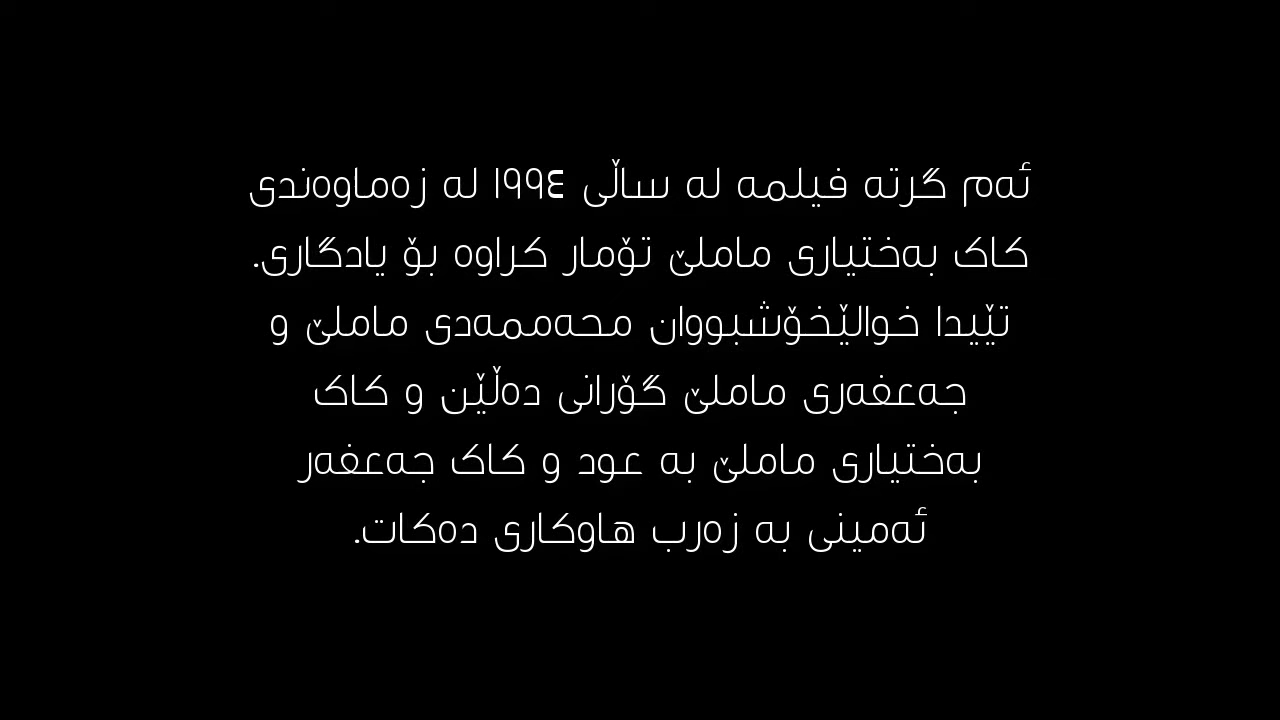 ئەم گرتە فیلمە لە ساڵی ١٩٩٤ لە زەماوەندی
کاک بەختیاری ماملێ تۆمار کراوە بۆ یادگاری.
تێیدا خوالێخۆشبووان محەممەدی ماملێ و
جەعفەری ماملێ گۆرانی دەڵێن و کاک
بەختیاری ماملێ بە عود و کاک جەعفەر
ئەمینی بە زەرب هاوکاری دەکات.